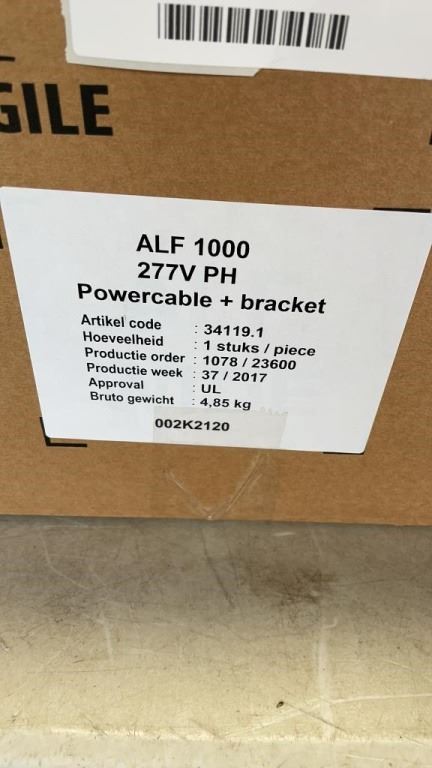 GILE
ALF 1000
277V PH
Powercable + bracket
Artikel code : 34119.1
Hoeveelheid : 1 stuks / piece
Productie order : 1078 / 23600
Productie week : 37 / 2017
Approval : UL
Bruto gewicht : 4,85 kg
002K2120